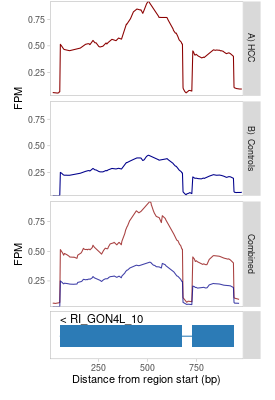 0.75
0.50
0.25
A) HCC
FPM
0.75
0.50
0.25
B) Controls
0.75
0.50
0.25
Combined
FPM
< RI_GON4L_10
250 500 750
Distance from region start (bp)